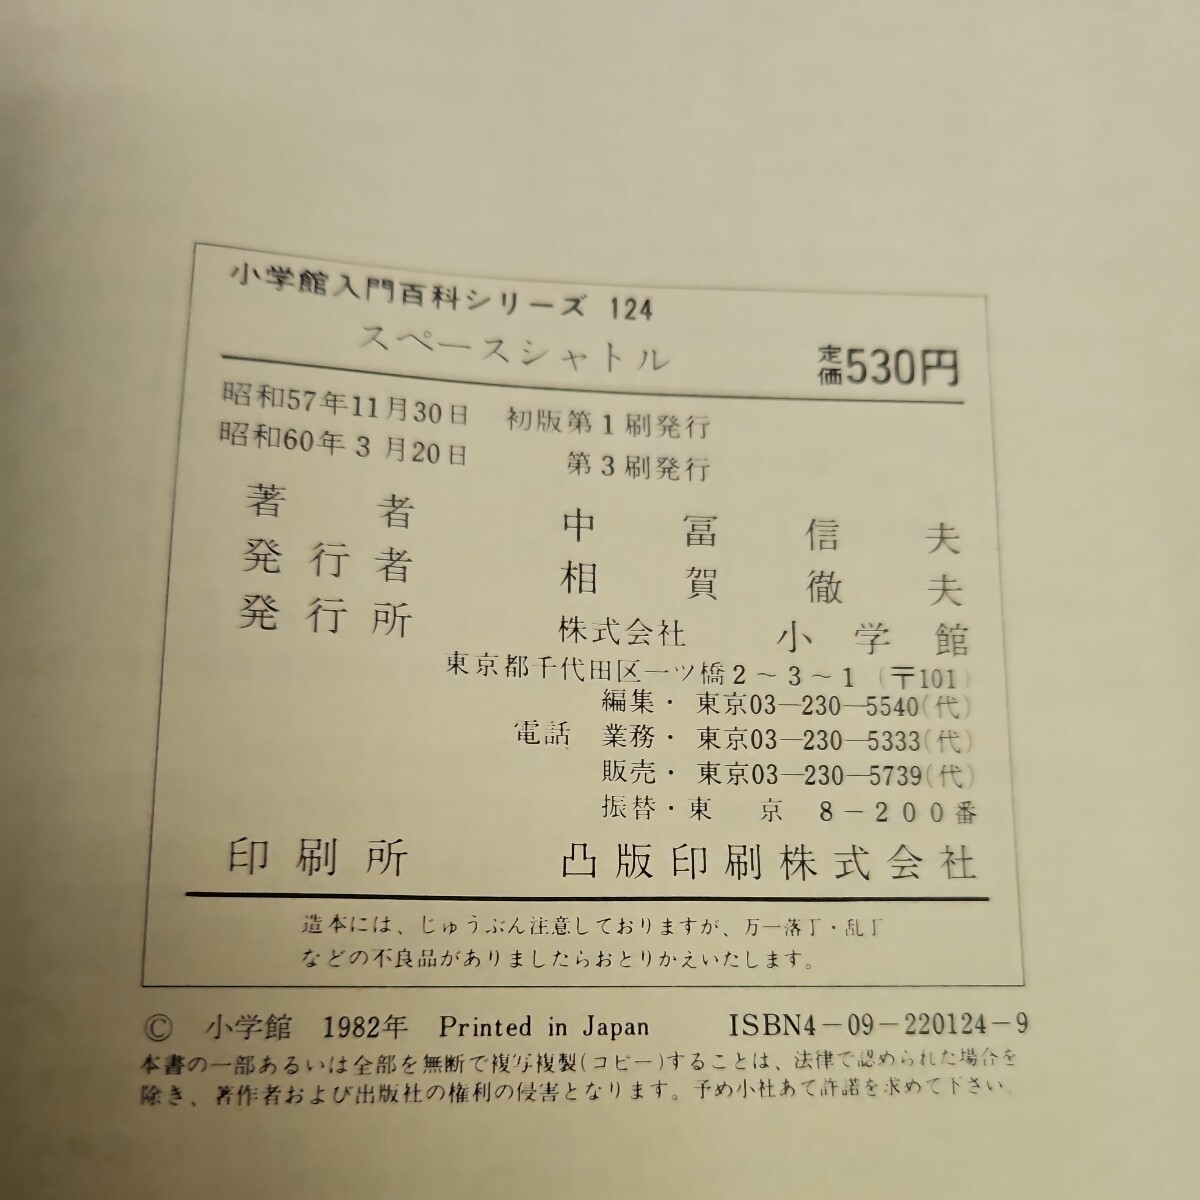 小学館入門百科シリーズ 124
スペースシャトル 定価530円
昭和57年11月30日 初版第1刷発行
昭和60年3月20日 第3刷発行
著者 中冨信夫
発行者 相賀徹夫
発行所 株式会社 小学館
東京都千代田区一ツ橋2~3~1 (〒101)
編集・東京03―230―5540(代)
電話 業務・東京03―230―5333(代)
販売・東京03―230―5739(代)
振替・東京 8-200番
印刷所 凸版印刷株式会社
造本には、じゅうぶん注意しておりますが、万一落丁・乱丁
などの不良品がありましたらおとりかえいたします。
© 小学館 1982年 Printed in Japan ISBN4-09-220124-9
本書の一部あるいは全部を無断で複写複製(コピー)することは、法律で認められた場合を
除き、著作者および出版社の権利の侵害となります。予め小社あて許諾を求めて下さい。